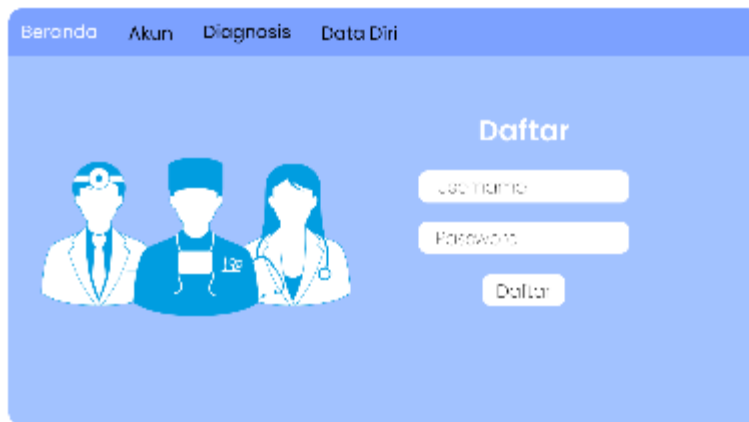 Beranda Akun Diagnosis Data Diri
Daftar
Username
Password
Daftar